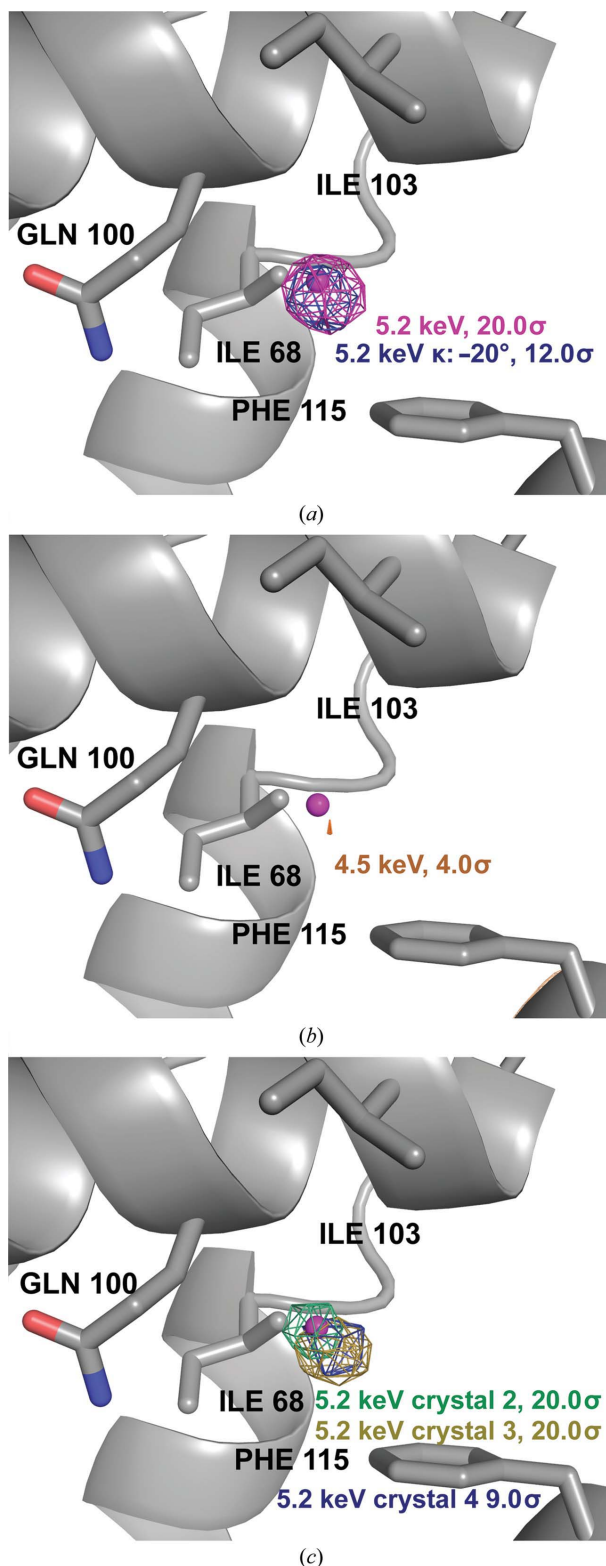 ILE 103
GLN 100
5.2 keV, 20.0σ
ILE 68 5.2 keV κ: –20°, 12.0σ
PHE 115
(a)
ILE 103
GLN 100
ILE 68 4.5 keV, 4.0σ
PHE 115
(b)
ILE 103
GLN 100
ILE 68 5.2 keV crystal 2, 20.0σ
5.2 keV crystal 3, 20.0σ
PHE 115
5.2 keV crystal 4 9.0σ
(c)